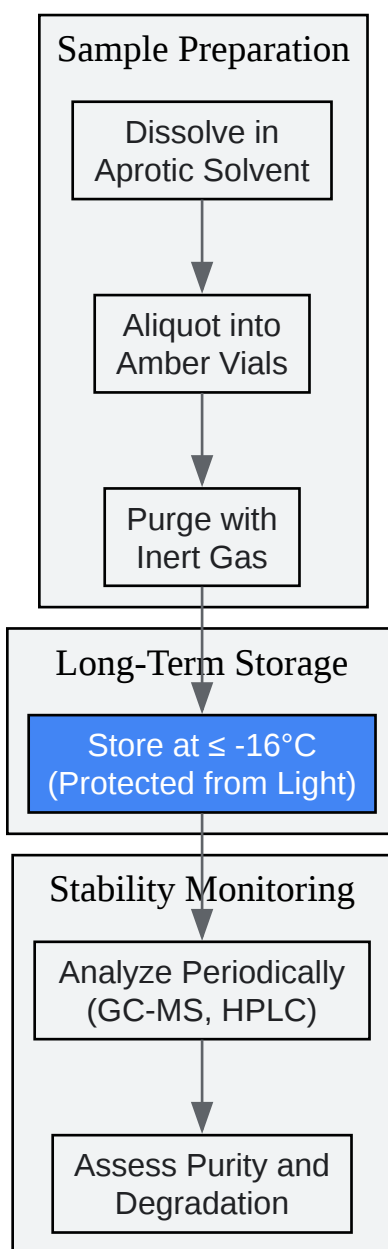 Sample Preparation
Dissolve in
Aprotic Solvent
Aliquot into
Amber Vials
Purge with
Inert Gas
Long-Term Storage
Store at ≤ -16°C
(Protected from Light)
Stability Monitoring
Analyze Periodically
(GC-MS, HPLC)
Assess Purity and
Degradation